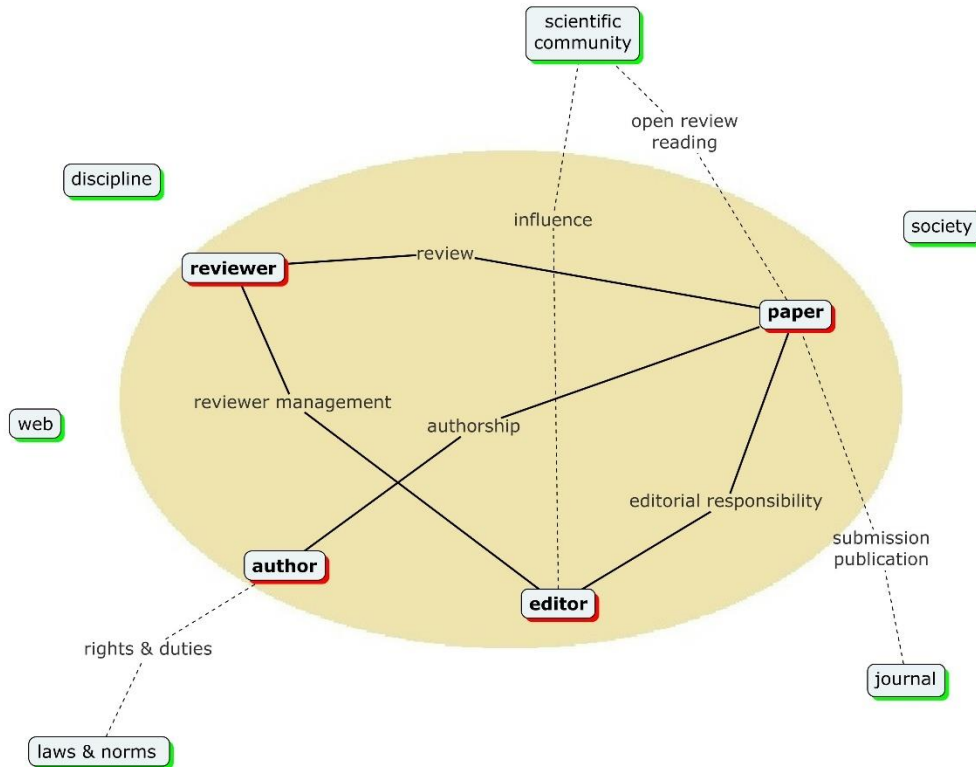 scientific
community
open review
reading
discipline
influence
society
review
reviewer
paper
reviewer management
web
authorship
editorial responsibility
submission
publication
author
editor
rights & duties
journal
laws & norms